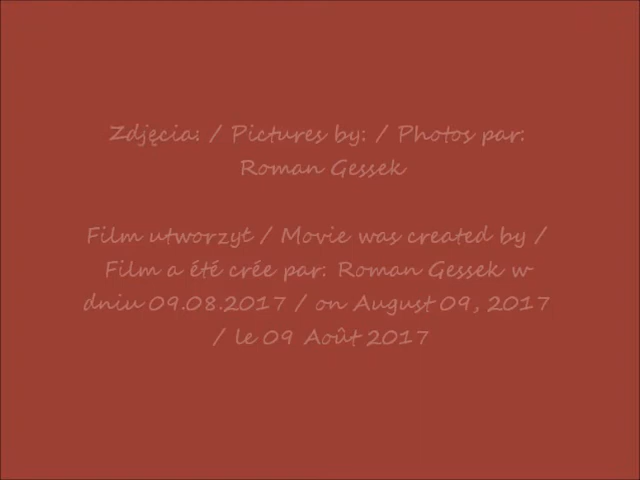 Zdjęcia: / Pictures by: / Photos par:
Roman Gessek
Film utworzył / Movie was created by /
Film a été crée par: Roman Gessek w
dniu 09.08.2017 / on August 09, 2017
/ le 09 Août 2017